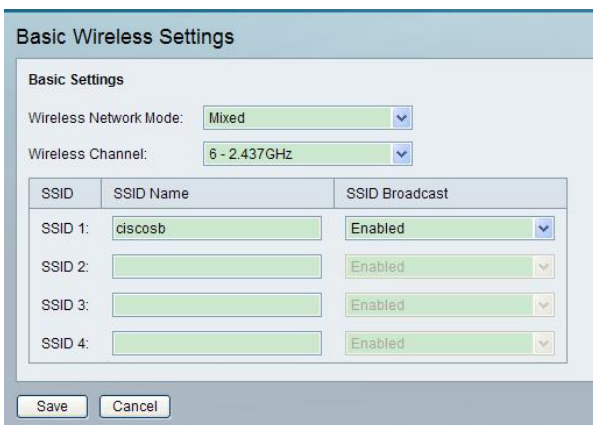 Basic Wireless Settings
Basic Settings
Wireless Network Mode: Mixed
Wireless Channel: 6 - 2.437GHz
SSID SSID Name SSID Broadcast
SSID 1: ciscosb Enabled
SSID 2: Enabled
SSID 3: Enabled
SSID 4: Enabled
Save Cancel